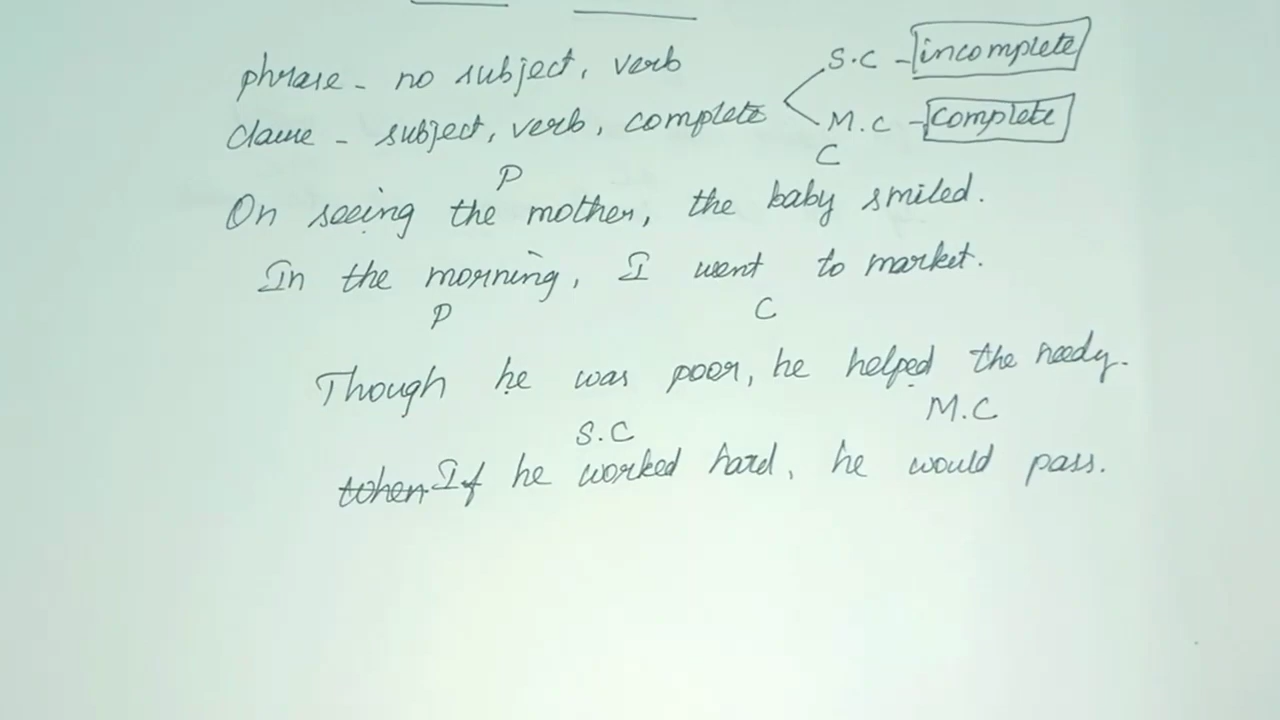 phrase - no subject, verb
S.C - incomplete
clause - subject, verb, complete
M.C - complete
P
C
On seeing the mother, the baby smiled.
In the morning, I went to market.
P
C
Though he was poor, he helped the needy.
S.C
M.C
when If he worked hard, he would pass.